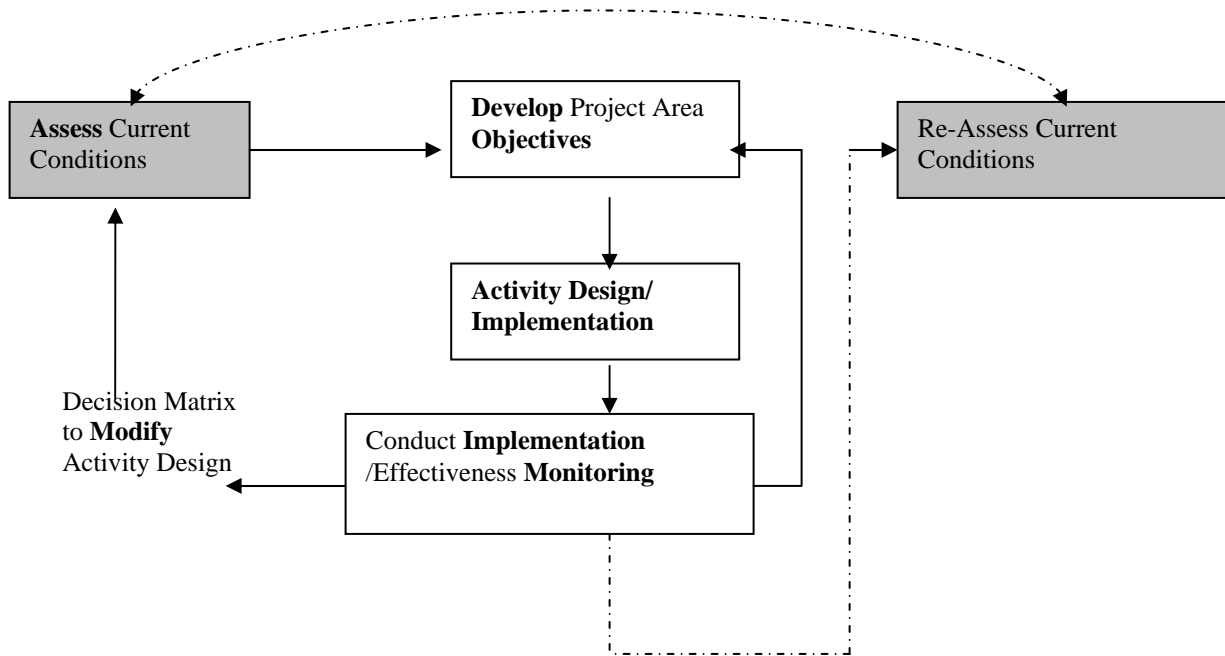 Assess Current
Conditions
Develop Project Area
Objectives
Re-Assess Current
Conditions
Activity Design/
Implementation
Decision Matrix
to Modify
Activity Design
Conduct Implementation
/Effectiveness Monitoring